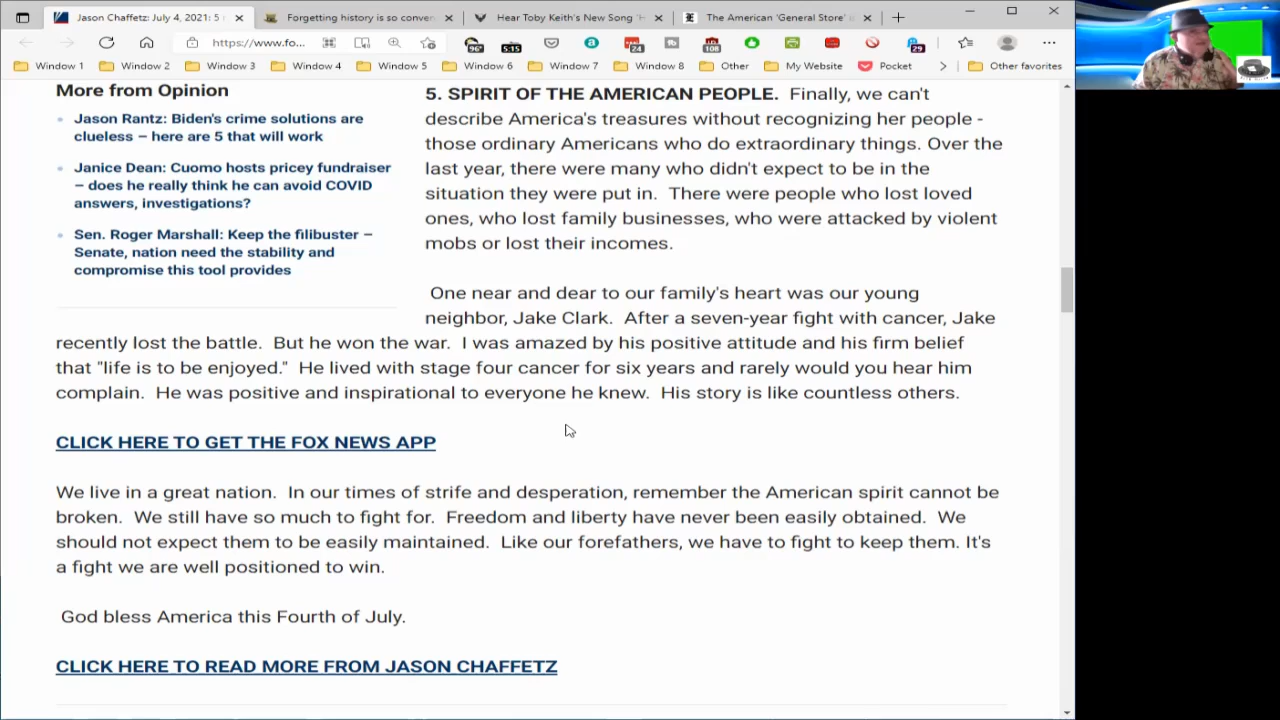 Jason Chaffetz: July 4, 2021: 5
Forgetting history is so conver
Hear Toby Keith's New Song 'H
The American 'General Store' i
https://www.fo...
96°
5:15
24
108
29
Window 1
Window 2
Window 3
Window 4
Window 5
Window 6
Window 7
Window 8
Other
My Website
Pocket
Other favorites
More from Opinion
Jason Rantz: Biden's crime solutions are
clueless – here are 5 that will work
Janice Dean: Cuomo hosts pricey fundraiser
– does he really think he can avoid COVID
answers, investigations?
Sen. Roger Marshall: Keep the filibuster –
Senate, nation need the stability and
compromise this tool provides
5. SPIRIT OF THE AMERICAN PEOPLE. Finally, we can't
describe America's treasures without recognizing her people -
those ordinary Americans who do extraordinary things. Over the
last year, there were many who didn't expect to be in the
situation they were put in. There were people who lost loved
ones, who lost family businesses, who were attacked by violent
mobs or lost their incomes.
One near and dear to our family's heart was our young
neighbor, Jake Clark. After a seven-year fight with cancer, Jake
recently lost the battle. But he won the war. I was amazed by his positive attitude and his firm belief
that "life is to be enjoyed." He lived with stage four cancer for six years and rarely would you hear him
complain. He was positive and inspirational to everyone he knew. His story is like countless others.
CLICK HERE TO GET THE FOX NEWS APP
We live in a great nation. In our times of strife and desperation, remember the American spirit cannot be
broken. We still have so much to fight for. Freedom and liberty have never been easily obtained. We
should not expect them to be easily maintained. Like our forefathers, we have to fight to keep them. It's
a fight we are well positioned to win.
God bless America this Fourth of July.
CLICK HERE TO READ MORE FROM JASON CHAFFETZ